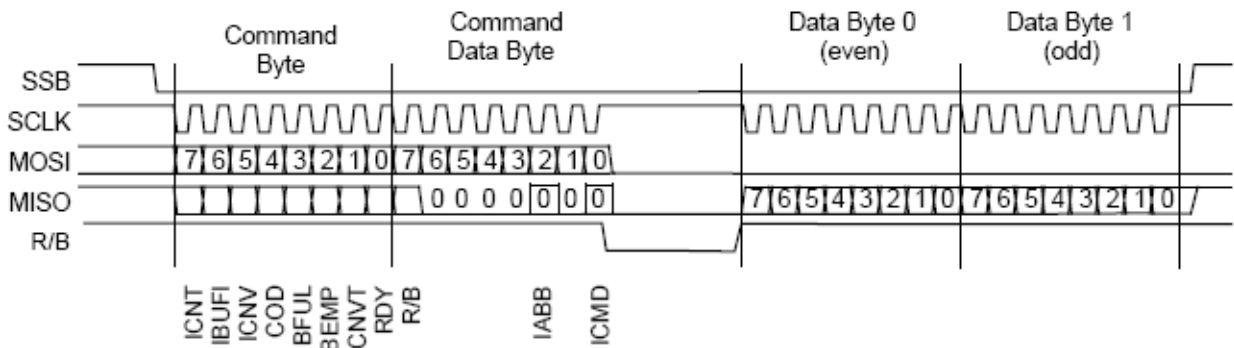 Command Byte
Command Data Byte
Data Byte 0 (even)
Data Byte 1 (odd)
SSB
SCLK
MOSI 7 6 5 4 3 2 1 0 7 6 5 4 3 2 1 0
MISO 0 0 0 0 0 0 0 7 6 5 4 3 2 1 0 7 6 5 4 3 2 1 0
R/B
ICNT
IBUFI
ICNV
COD
BFUL
BEMP
CNVT
RDY
R/B
IABB
ICMD